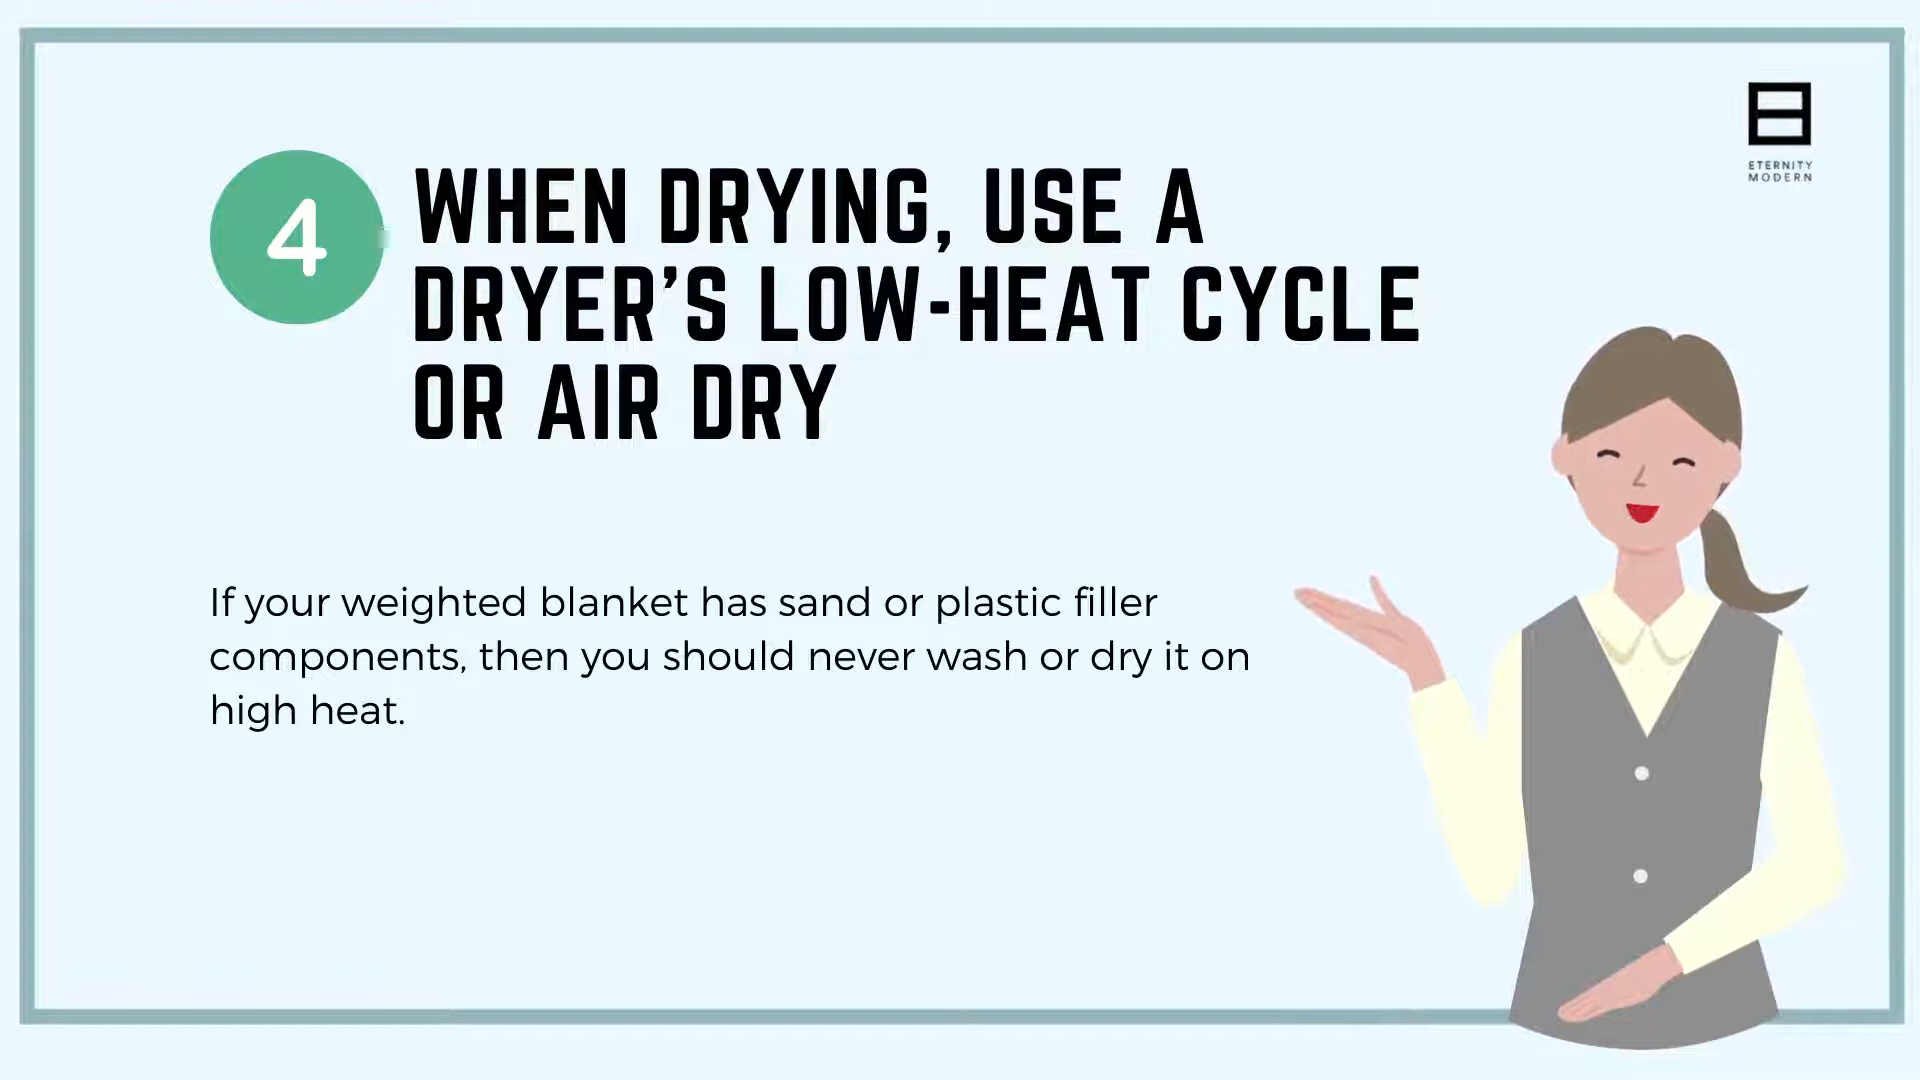 ETERNITY
MODERN
4
WHEN DRYING, USE A
DRYER’S LOW-HEAT CYCLE
OR AIR DRY
If your weighted blanket has sand or plastic filler
components, then you should never wash or dry it on
high heat.